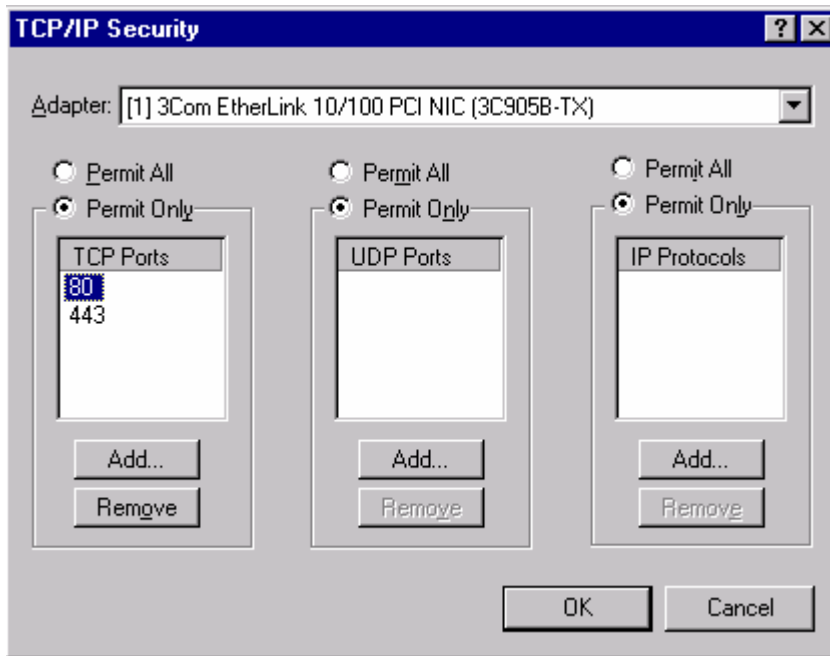 TCP/IP Security
Adapter: [1] 3Com EtherLink 10/100 PCI NIC (3C905B-TX)
Permit All
Permit Only
TCP Ports
80
443
Add...
Remove
Permit All
Permit Only
UDP Ports
Add...
Remove
Permit All
Permit Only
IP Protocols
Add...
Remove
OK
Cancel